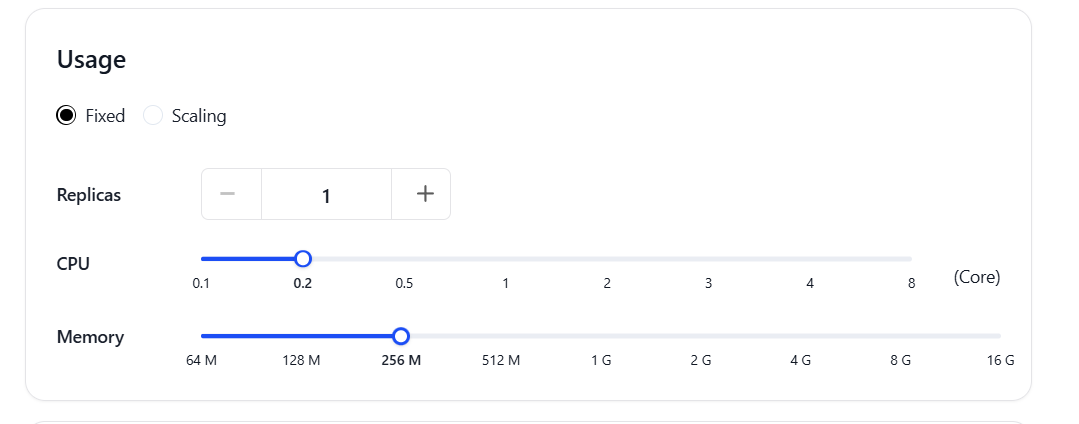 Usage
Fixed Scaling
Replicas 1
CPU
0.1 0.2 0.5 1 2 3 4 8 (Core)
Memory
64 M 128 M 256 M 512 M 1 G 2 G 4 G 8 G 16 G